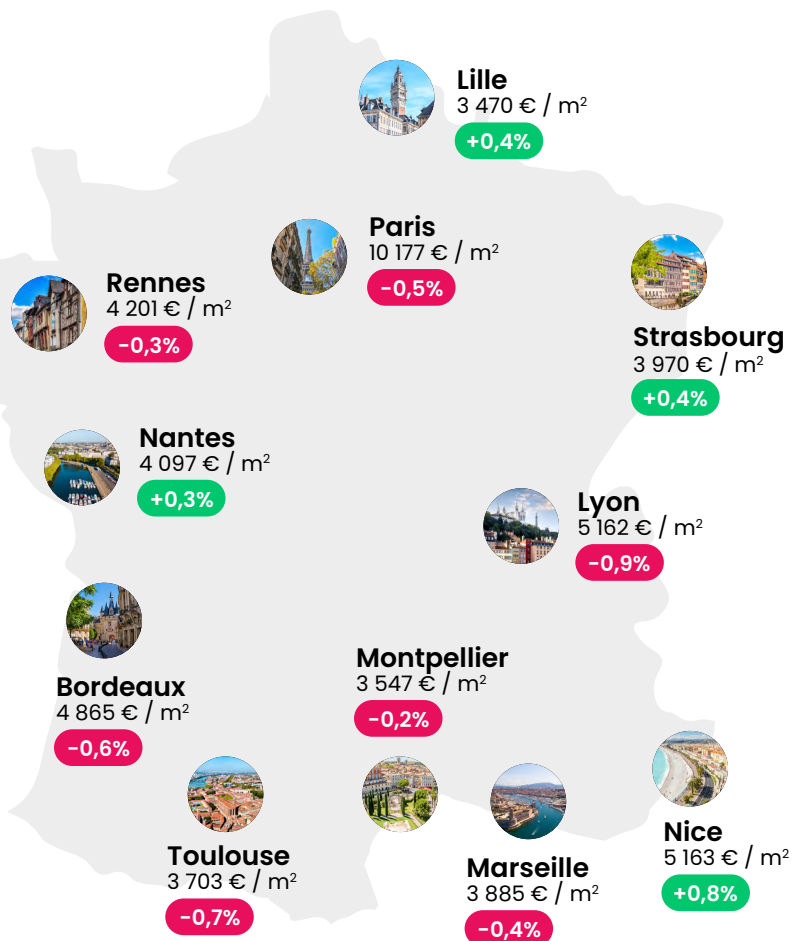 Lille
3 470 € / m²
+0,4%
Paris
10 177 € / m²
-0,5%
Rennes
4 201 € / m²
-0,3%
Strasbourg
3 970 € / m²
+0,4%
Nantes
4 097 € / m²
+0,3%
Lyon
5 162 € / m²
-0,9%
Montpellier
3 547 € / m²
-0,2%
Bordeaux
4 865 € / m²
-0,6%
Nice
5 163 € / m²
+0,8%
Toulouse
3 703 € / m²
-0,7%
Marseille
3 885 € / m²
-0,4%